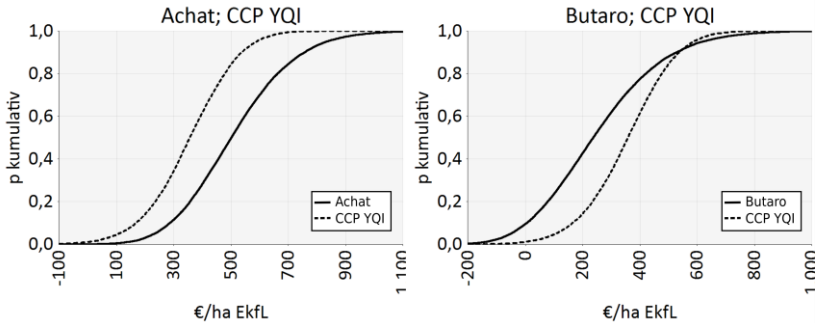 Achat; CCP YQI
p kumulativ
1,0
0,8
0,6
0,4
0,2
0,0
-100
100
300
500
700
900
1 100
Achat
CCP YQI
€/ha EkfL
Butaro; CCP YQI
p kumulativ
1,0
0,8
0,6
0,4
0,2
0,0
-200
0
200
400
600
800
1 000
Butaro
CCP YQI
€/ha EkfL